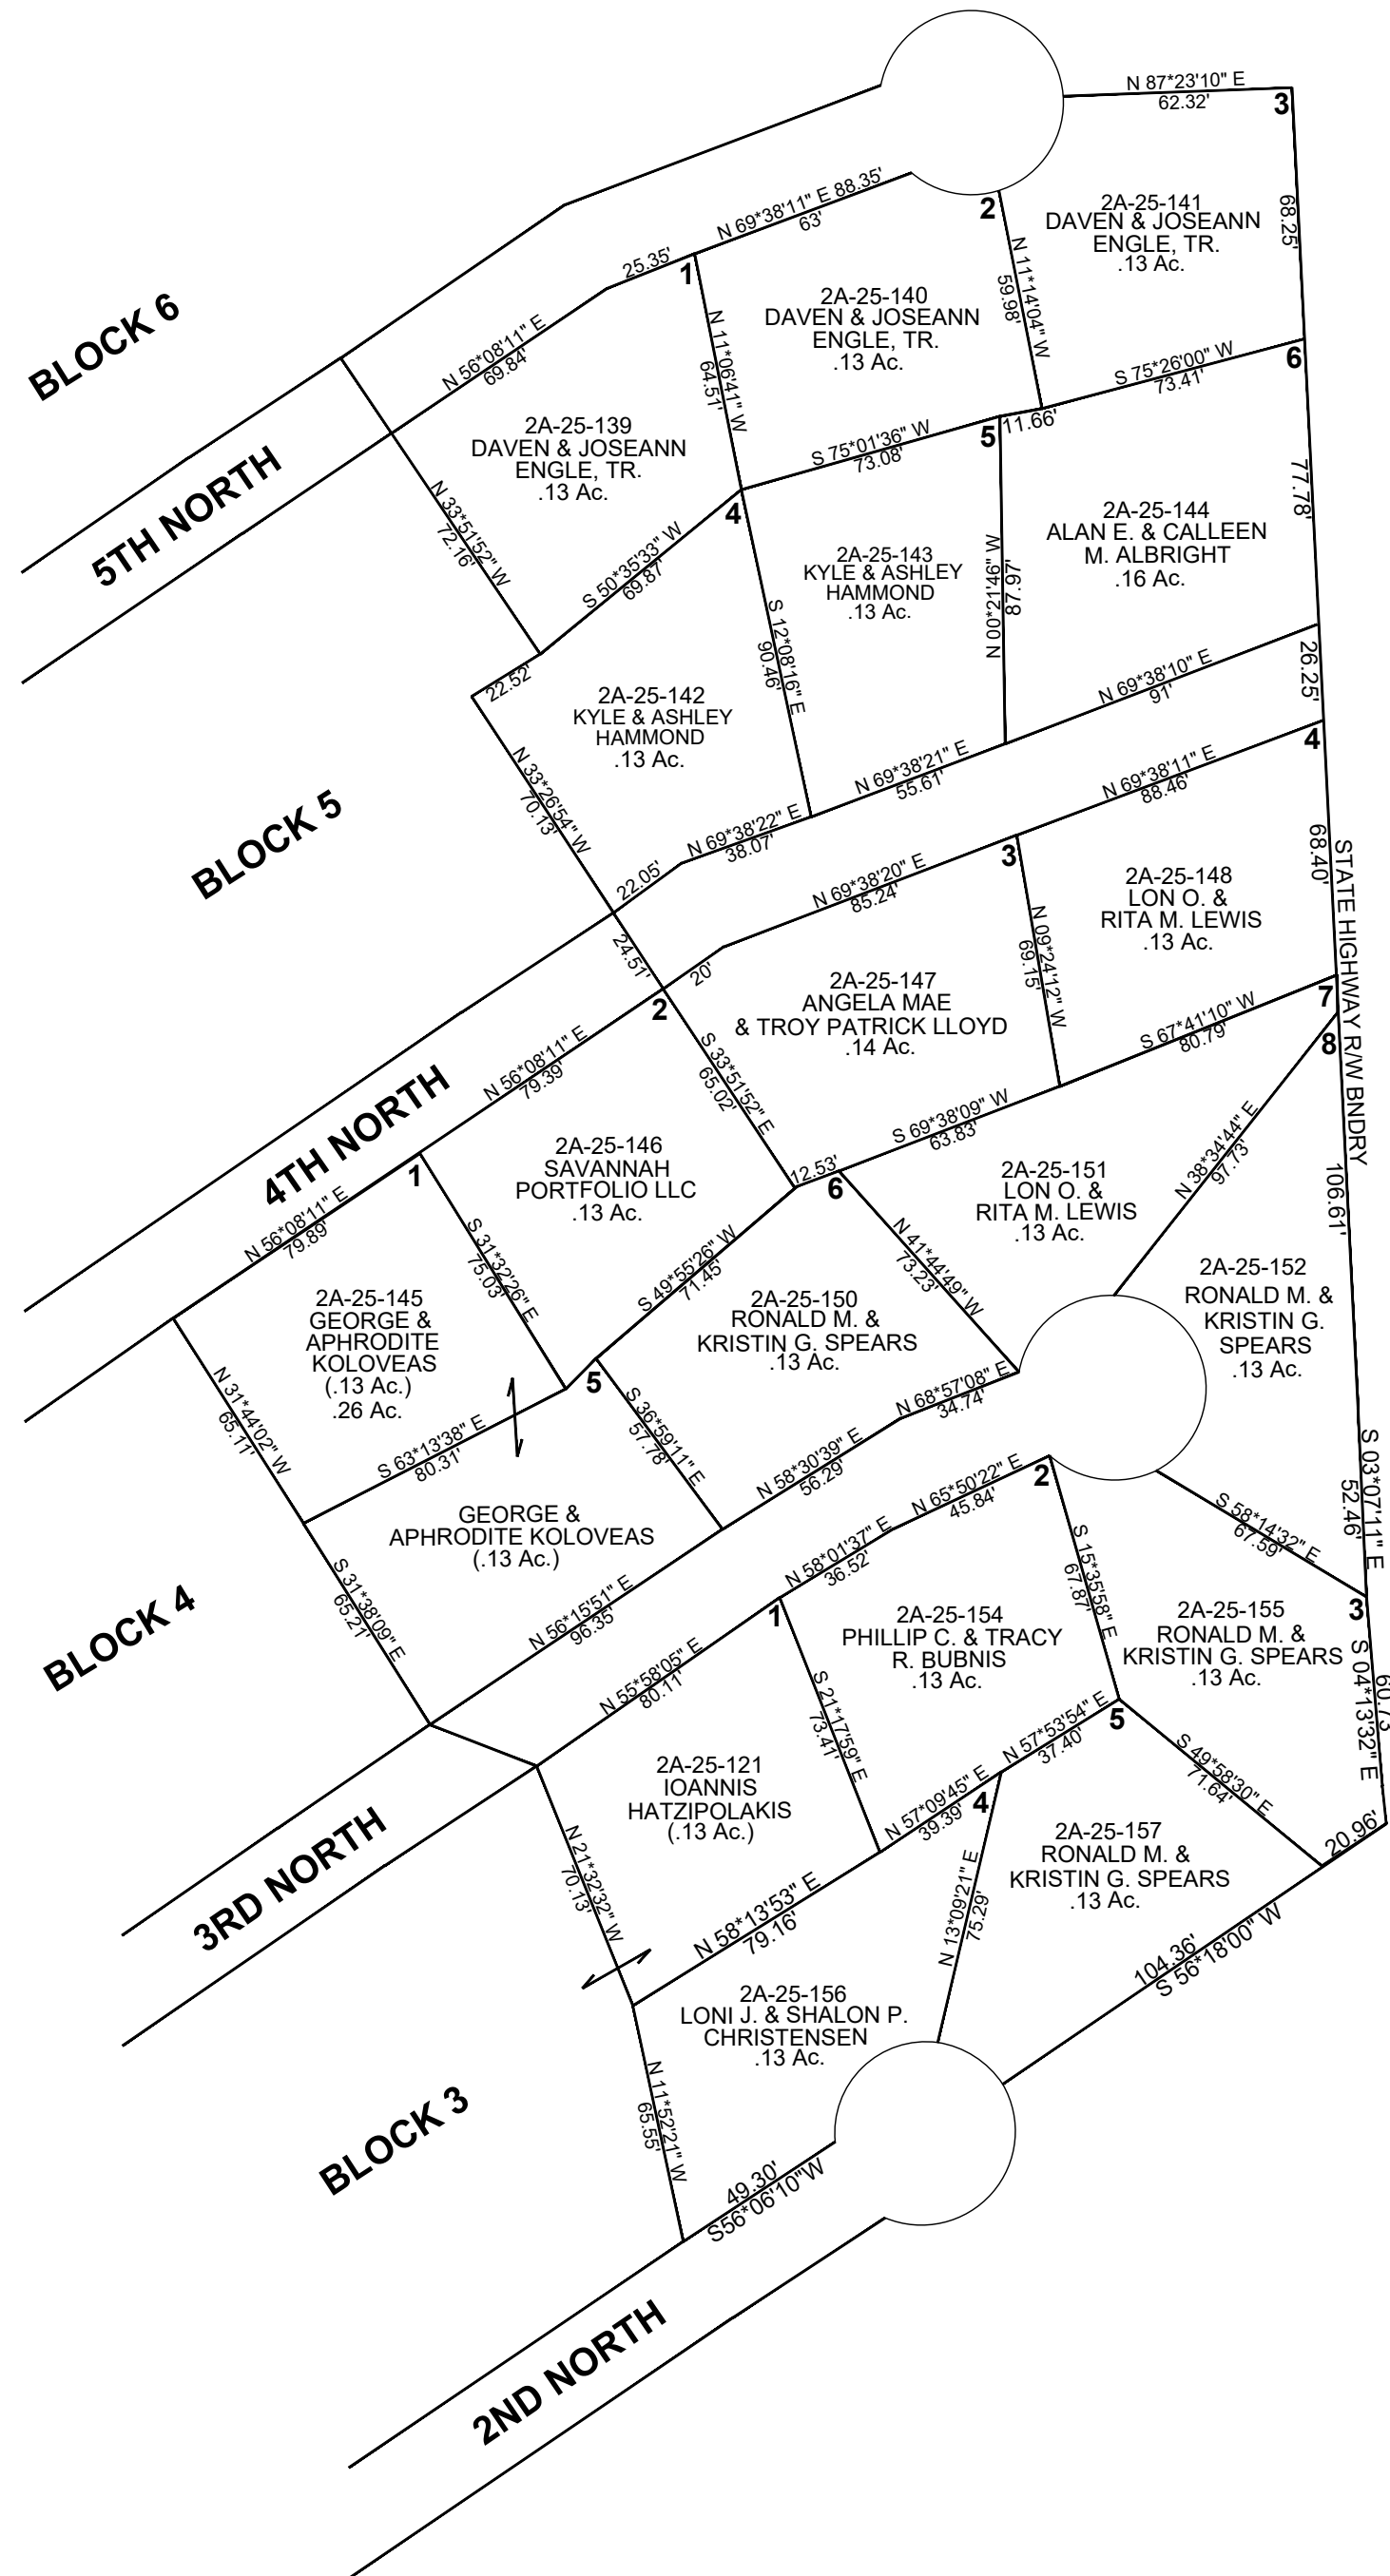 N 87*23'10" E
62.32'
3
68.25'
2A-25-141
DAVEN & JOSEANN
ENGLE, TR.
.13 Ac.
N 69*38'11" E 88.35'
63'
2
N 11*14'04" W
59.98'
25.35'
1
2A-25-140
DAVEN & JOSEANN
ENGLE, TR.
.13 Ac.
BLOCK 6
N 56*08'11" E
69.84'
N 11*06'41" W
64.51'
S 75*26'00" W
73.41'
6
5TH NORTH
2A-25-139
DAVEN & JOSEANN
ENGLE, TR.
.13 Ac.
S 75*01'36" W
73.08'
5
11.66'
77.78'
N 33*51'52" W
72.16'
4
S 50*35'33" W
69.87'
2A-25-143
KYLE & ASHLEY
HAMMOND
.13 Ac.
N 00*21'46" W
87.97'
2A-25-144
ALAN E. & CALLEEN
M. ALBRIGHT
.16 Ac.
S 12*08'16" E
90.46'
22.52'
2A-25-142
KYLE & ASHLEY
HAMMOND
.13 Ac.
N 69*38'10" E
91'
26.25'
N 33*26'54" W
70.13'
N 69*38'21" E
55.61'
4
BLOCK 5
N 69*38'22" E
38.07'
N 69*38'11" E
88.46'
22.05'
N 69*38'20" E
85.24'
3
68.40'
STATE HIGHWAY R/W BNDRY
2A-25-148
LON O. &
RITA M. LEWIS
.13 Ac.
24.51'
20'
2
N 09*24'12" W
69.15'
2A-25-147
ANGELA MAE
& TROY PATRICK LLOYD
.14 Ac.
S 67*41'10" W
80.79'
7
8
N 56*08'11" E
79.39'
S 33*51'52" E
65.02'
4TH NORTH
1
2A-25-146
SAVANNAH
PORTFOLIO LLC
.13 Ac.
S 69*38'09" W
63.83'
12.53'
6
2A-25-151
LON O. &
RITA M. LEWIS
.13 Ac.
N 38*34'44" E
97.73'
106.61'
N 56*08'11" E
79.89'
S 31*32'26" E
75.03'
S 49*55'26" W
71.45'
N 41*44'49" W
73.23'
2A-25-152
RONALD M. &
KRISTIN G.
SPEARS
.13 Ac.
2A-25-145
GEORGE &
APHRODITE
KOLOVEAS
(.13 Ac.)
.26 Ac.
2A-25-150
RONALD M. &
KRISTIN G. SPEARS
.13 Ac.
N 31*44'02" W
65.11'
5
S 36*59'11" E
57.78'
N 68*57'08" E
34.74'
S 63*13'38" E
80.31'
N 58*30'39" E
56.29'
S 03*07'11" E
52.46'
GEORGE &
APHRODITE KOLOVEAS
(.13 Ac.)
N 65*50'22" E
45.84'
2
S 58*14'32" E
67.59'
N 58*01'37" E
36.52'
S 15*35'58" E
67.87'
BLOCK 4
S 31*38'09" E
65.21'
N 56*15'51" E
96.35'
1
2A-25-154
PHILLIP C. & TRACY
R. BUBNIS
.13 Ac.
2A-25-155
RONALD M. &
KRISTIN G. SPEARS
.13 Ac.
3
S 04*13'32" E
60.73'
N 55*58'05" E
80.11'
S 21*17'59" E
73.41'
N 57*53'54" E
37.40'
5
S 49*58'30" E
71.64'
2A-25-121
IOANNIS
HATZIPOLAKIS
(.13 Ac.)
N 57*09'45" E
39.39'
4
20.96'
3RD NORTH
N 21*32'32" W
70.13'
N 58*13'53" E
79.16'
N 13*09'21" E
75.29'
2A-25-157
RONALD M. &
KRISTIN G. SPEARS
.13 Ac.
104.36'
S 56*18'00" W
2A-25-156
LONI J. & SHALON P.
CHRISTENSEN
.13 Ac.
BLOCK 3
N 11*52'21" W
65.55'
49.30'
S56*06'10"W
2ND NORTH